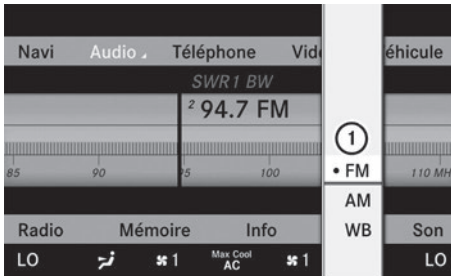 Navi Audio Téléphone Vid éhicule
SWR1 BW
2 94.7 FM
1
85 90 95 100 110 MH
• FM
AM
Radio Mémoire Info WB Son
LO 1 Max Cool AC 1 LO